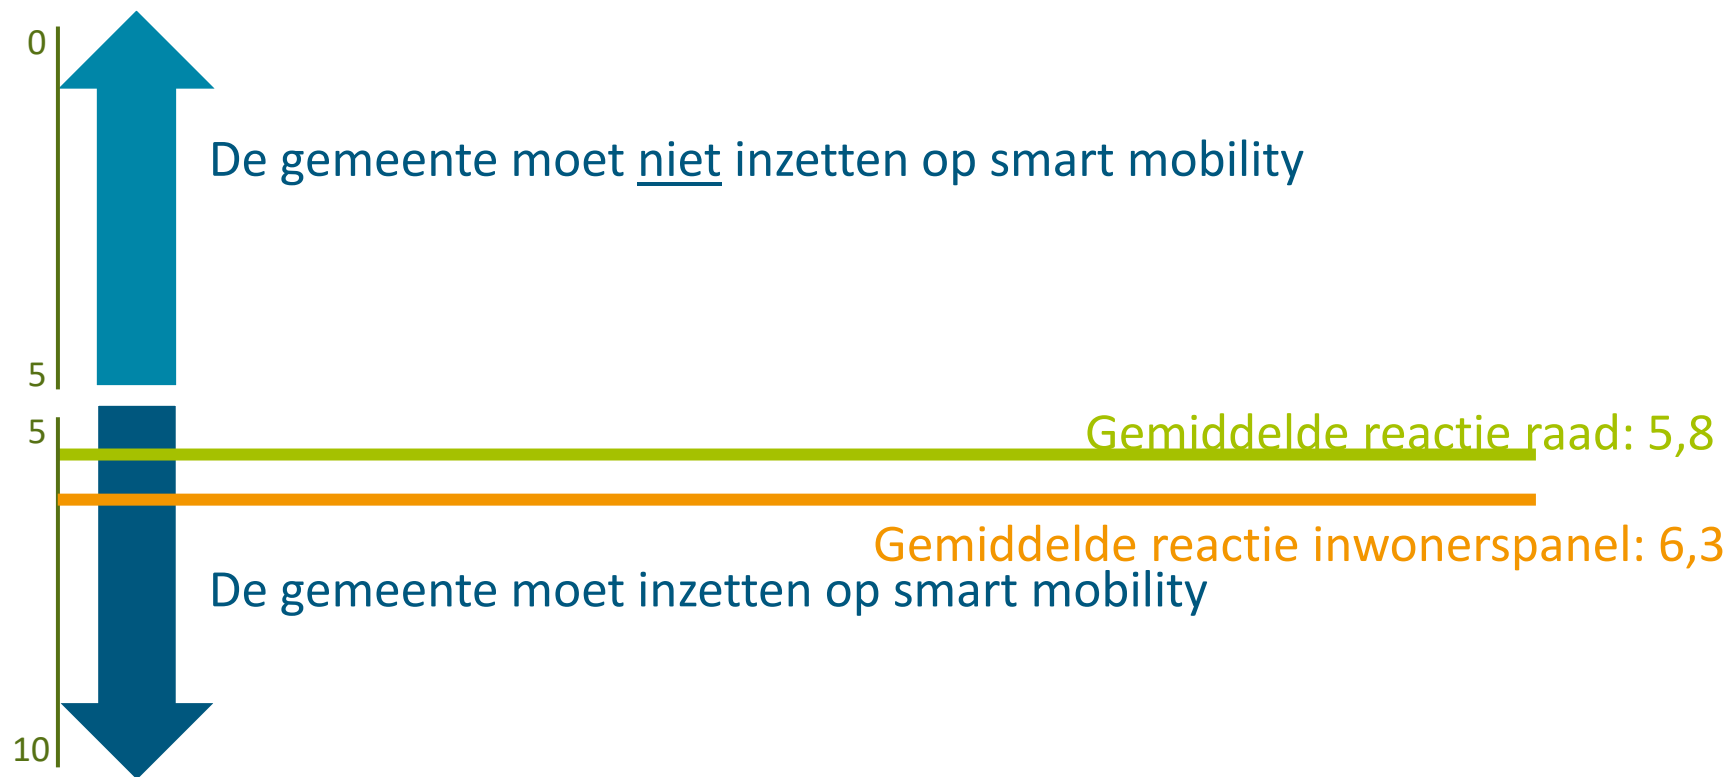 0
De gemeente moet niet inzetten op smart mobility
5
5
Gemiddelde reactie raad: 5,8
Gemiddelde reactie inwonerspanel: 6,3
De gemeente moet inzetten op smart mobility
10